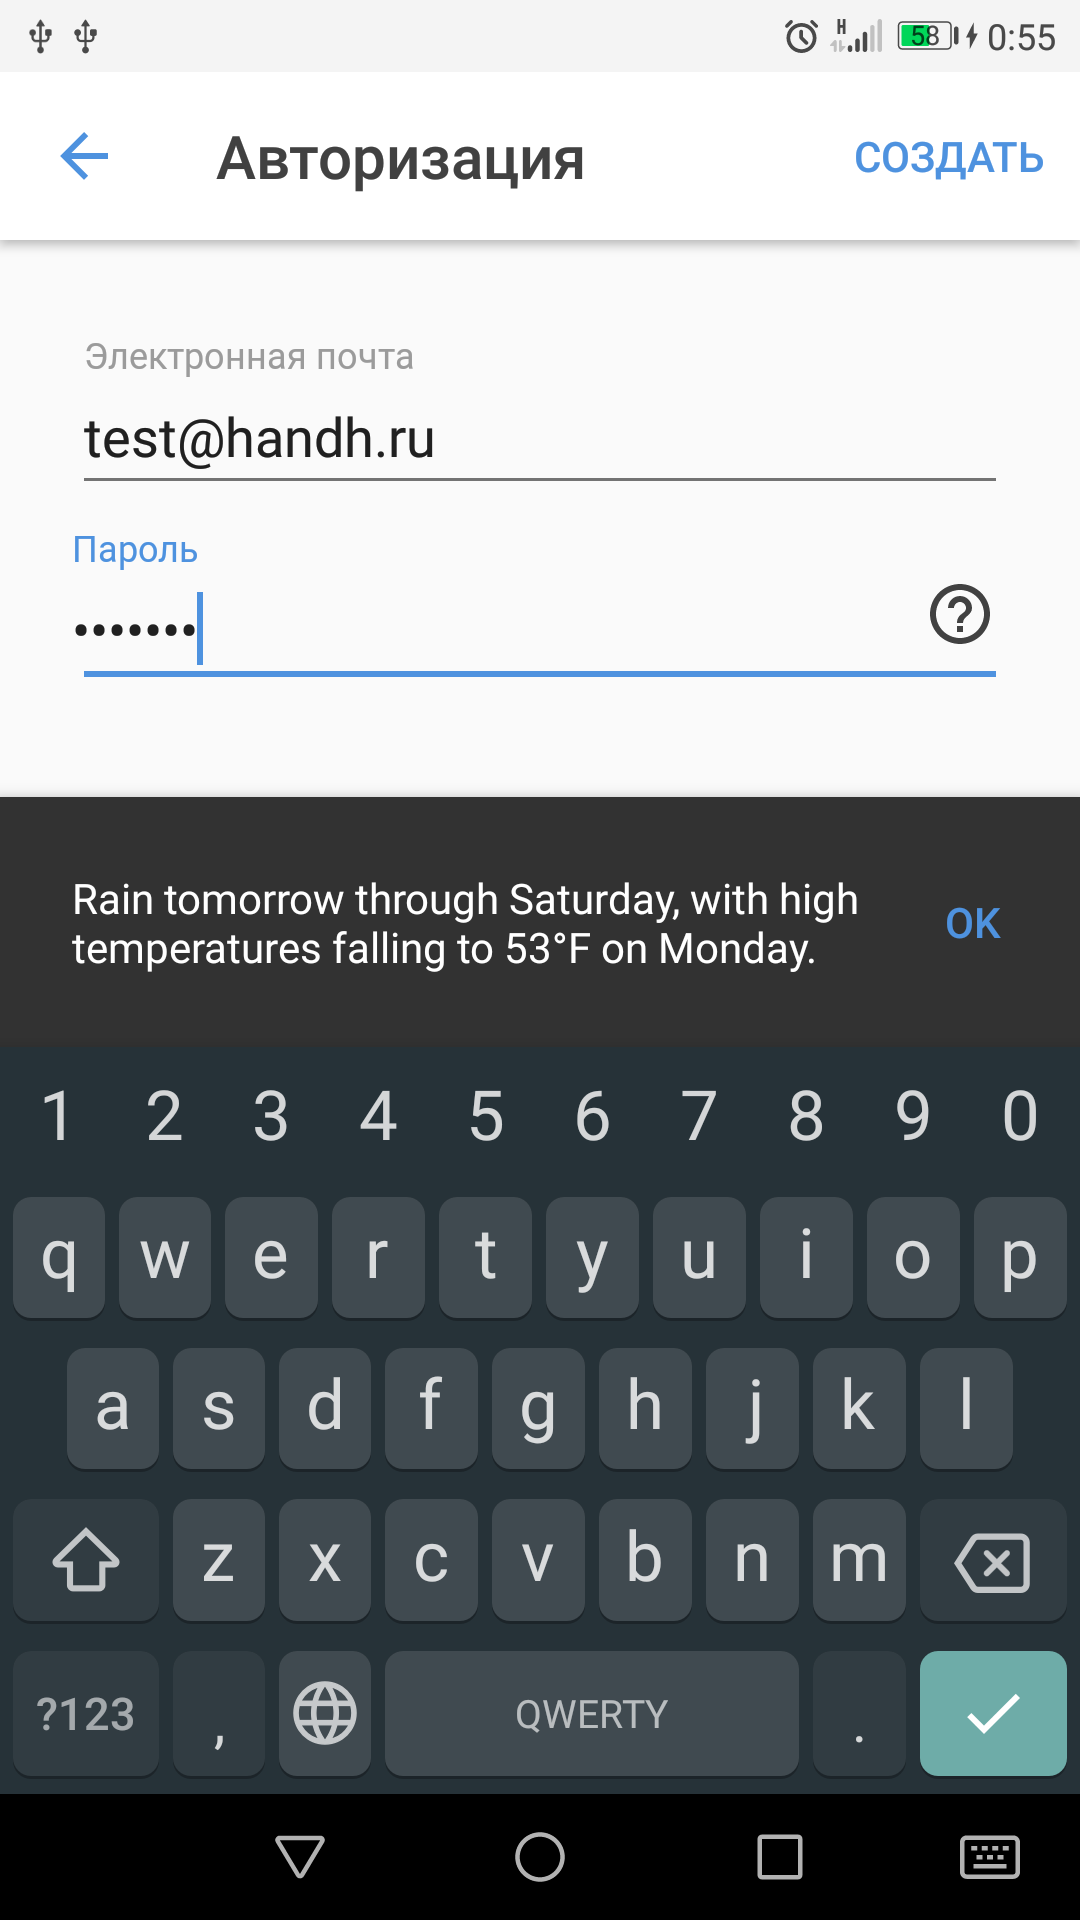 H 58 0:55
Авторизация СОЗДАТЬ
Электронная почта
test@handh.ru
Пароль
•••••••
Rain tomorrow through Saturday, with high OK
temperatures falling to 53°F on Monday.
1 2 3 4 5 6 7 8 9 0
q w e r t y u i o p
a s d f g h j k l
z x c v b n m
?123 , QWERTY .